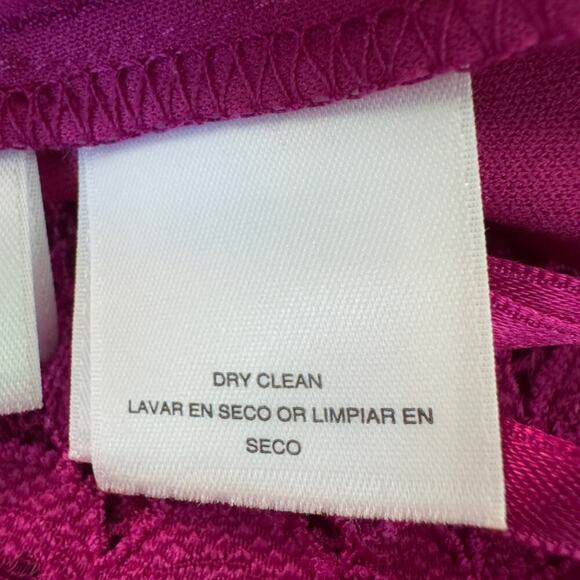 DRY CLEAN
LAVAR EN SECO OR LIMPIAR EN
SECO